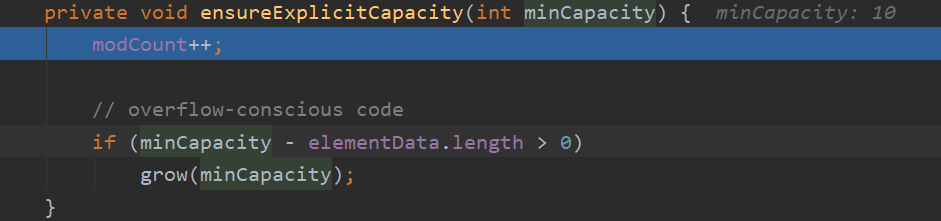 private void ensureExplicitCapacity(int minCapacity) { minCapacity: 10
modCount++;
// overflow-conscious code
if (minCapacity - elementData.length > 0)
grow(minCapacity);
}